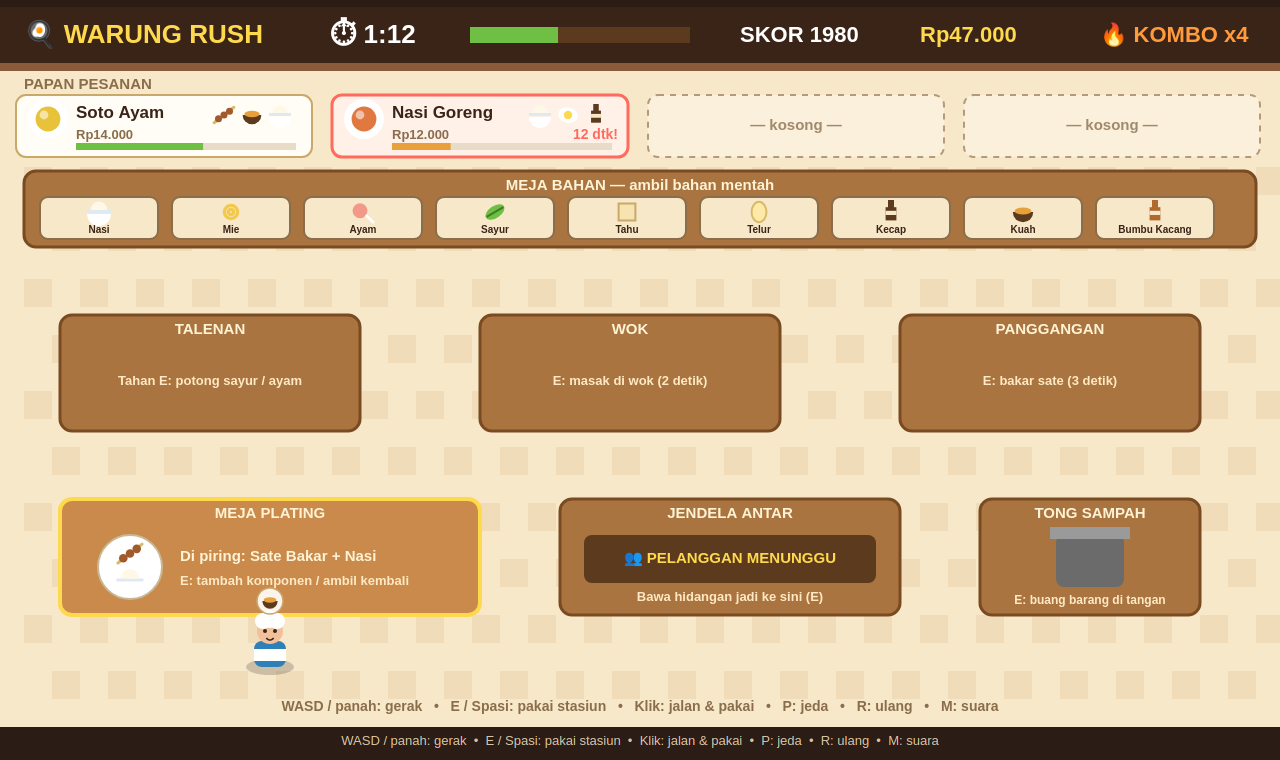 WARUNG RUSH
⏱ 1:12
SKOR 1980
Rp47.000
🔥 KOMBO x4
PAPAN PESANAN
Soto Ayam
Rp14.000
Nasi Goreng
Rp12.000
12 dtk!
— kosong —
— kosong —
MEJA BAHAN — ambil bahan mentah
Nasi
Mie
Ayam
Sayur
Tahu
Telur
Kecap
Kuah
Bumbu Kacang
TALENAN
Tahan E: potong sayur / ayam
WOK
E: masak di wok (2 detik)
PANGGANGAN
E: bakar sate (3 detik)
MEJA PLATING
Di piring: Sate Bakar + Nasi
E: tambah komponen / ambil kembali
JENDELA ANTAR
👥 PELANGGAN MENUNGGU
Bawa hidangan jadi ke sini (E)
TONG SAMPAH
E: buang barang di tangan
WASD / panah: gerak • E / Spasi: pakai stasiun • Klik: jalan & pakai • P: jeda • R: ulang • M: suara
WASD / panah: gerak • E / Spasi: pakai stasiun • Klik: jalan & pakai • P: jeda • R: ulang • M: suara